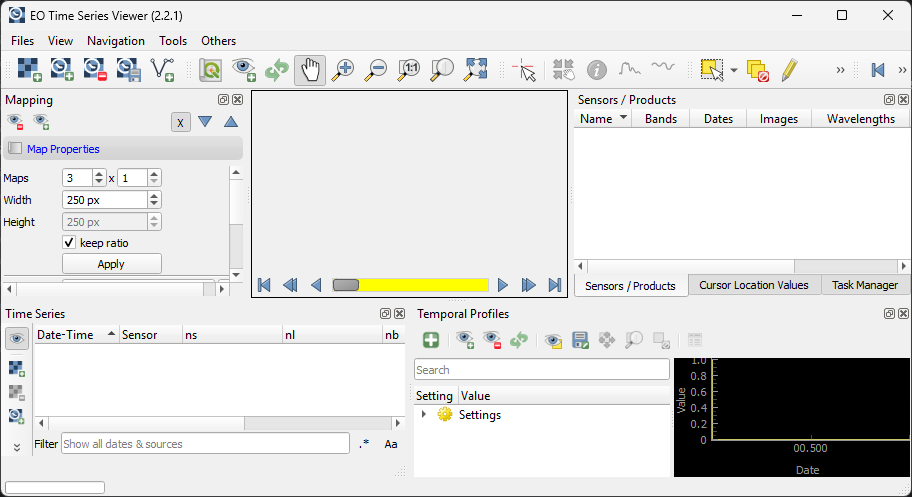 EO Time Series Viewer (2.2.1)
Files View Navigation Tools Others
1:1
Mapping
x
Map Properties
Maps 3 x 1
Width 250 px
Height 250 px
keep ratio
Apply
Sensors / Products
Name Bands Dates Images Wavelengths
Sensors / Products Cursor Location Values Task Manager
Time Series
Date-Time Sensor ns nl nb
Filter Show all dates & sources .* Aa
Temporal Profiles
Search
Setting Value
Settings
1.0
0.8
0.6
0.4
0.2
0
Value
00.500
Date